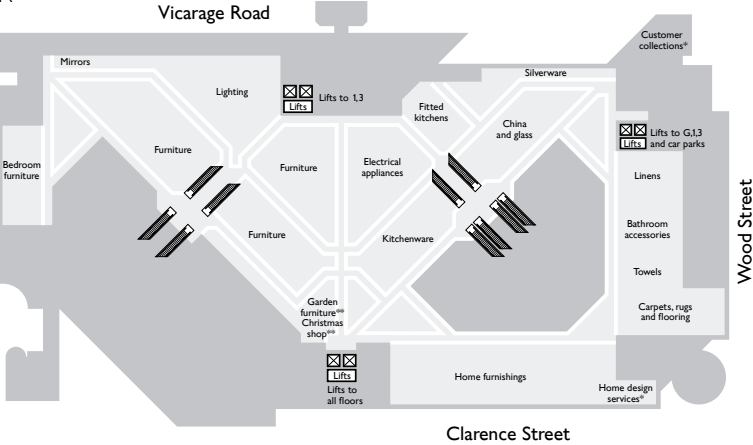 Vicarage Road
Customer
collections*
Mirrors
Silverware
Lighting
Lifts
Lifts to 1,3
Fitted
kitchens
China
and glass
Lifts
Lifts to G,1,3
and car parks
Furniture
Furniture
Electrical
appliances
Bedroom
furniture
Linens
Furniture
Kitchenware
Bathroom
accessories
Towels
Wood Street
Garden
furniture**
Christmas
shop**
Carpets, rugs
and flooring
Lifts
Lifts to
all floors
Home furnishings
Home design
services*
Clarence Street